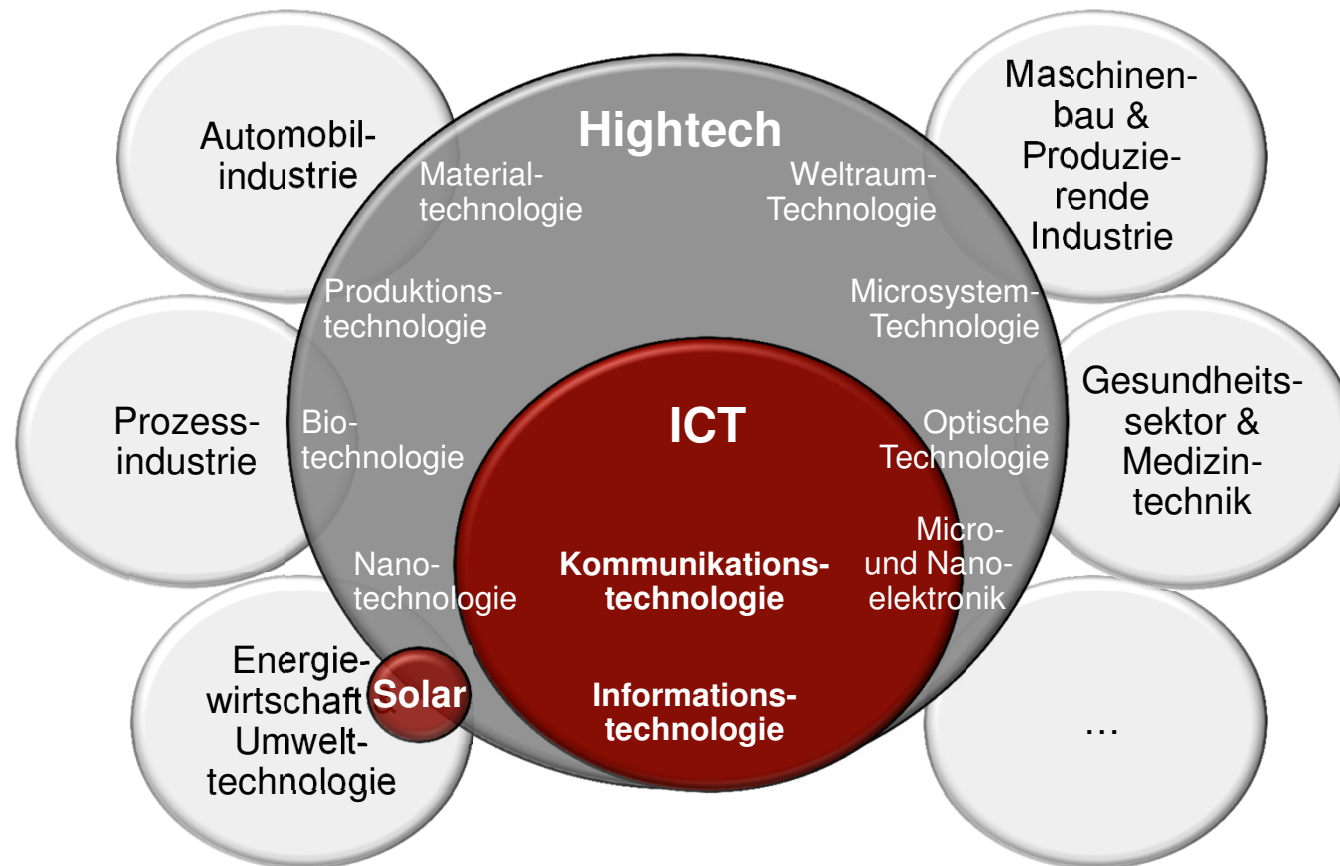 Hightech
Automobil-
industrie
Maschinen-
bau &
Produzie-
rende
Industrie
Material-
technologie
Weltraum-
Technologie
Produktions-
technologie
Microsystem-
Technologie
Prozess-
industrie
Bio-
technologie
ICT
Optische
Technologie
Gesundheits-
sektor &
Medizin-
technik
Nano-
technologie
Kommunikations-
technologie
Micro-
und Nano-
elektronik
Energie-
wirtschaft
Umwelt-
technologie
Solar
Informations-
technologie
...